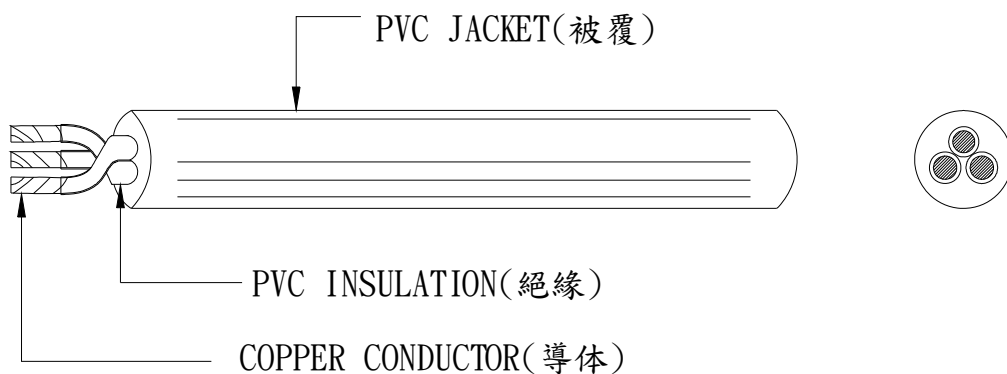 PVC JACKET(被覆)
PVC INSULATION(絕緣)
COPPER CONDUCTOR(導体)